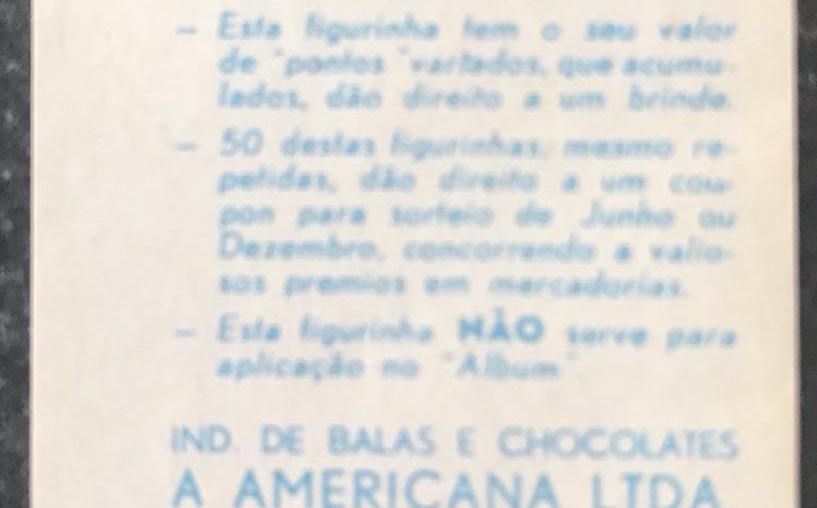 – Esta figurinha tem o seu valor
de "pontos" variados, que acumu-
lados, dão direito a um brinde.
– 50 destas figurinhas, mesmo re-
petidas, dão direito a um cou-
pon para sorteio de Junho ou
Dezembro, concorrendo a valio-
sos premios em mercadorias.
– Esta figurinha NÃO serve para
aplicação no "Album".
IND. DE BALAS E CHOCOLATES
A AMERICANA LTDA.